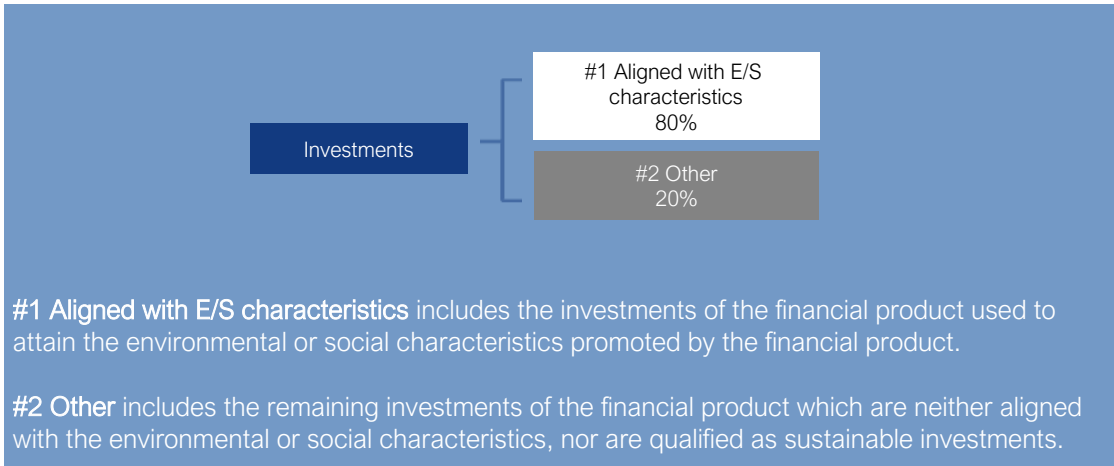 #1 Aligned with E/S
characteristics
80%
Investments
#2 Other
20%
#1 Aligned with E/S characteristics includes the investments of the financial product used to
attain the environmental or social characteristics promoted by the financial product.
#2 Other includes the remaining investments of the financial product which are neither aligned
with the environmental or social characteristics, nor are qualified as sustainable investments.